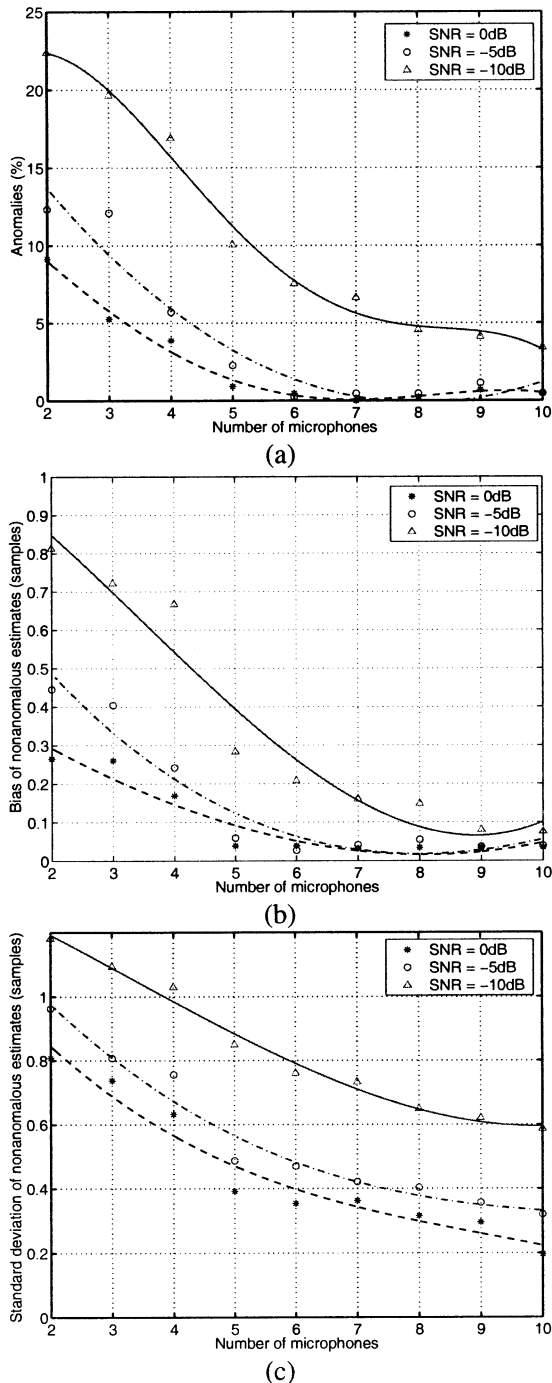 25
20
15
10
5
0
Anomalies (%)
* SNR = 0dB
o SNR = −5dB
△ SNR = −10dB
2 3 4 5 6 7 8 9 10
Number of microphones
(a)
1
0.9
0.8
0.7
0.6
0.5
0.4
0.3
0.2
0.1
0
Bias of nonanomalous estimates (samples)
* SNR = 0dB
o SNR = −5dB
△ SNR = −10dB
2 3 4 5 6 7 8 9 10
Number of microphones
(b)
1
0.8
0.6
0.4
0.2
0
Standard deviation of nonanomalous estimates (samples)
* SNR = 0dB
o SNR = −5dB
△ SNR = −10dB
2 3 4 5 6 7 8 9 10
Number of microphones
(c)